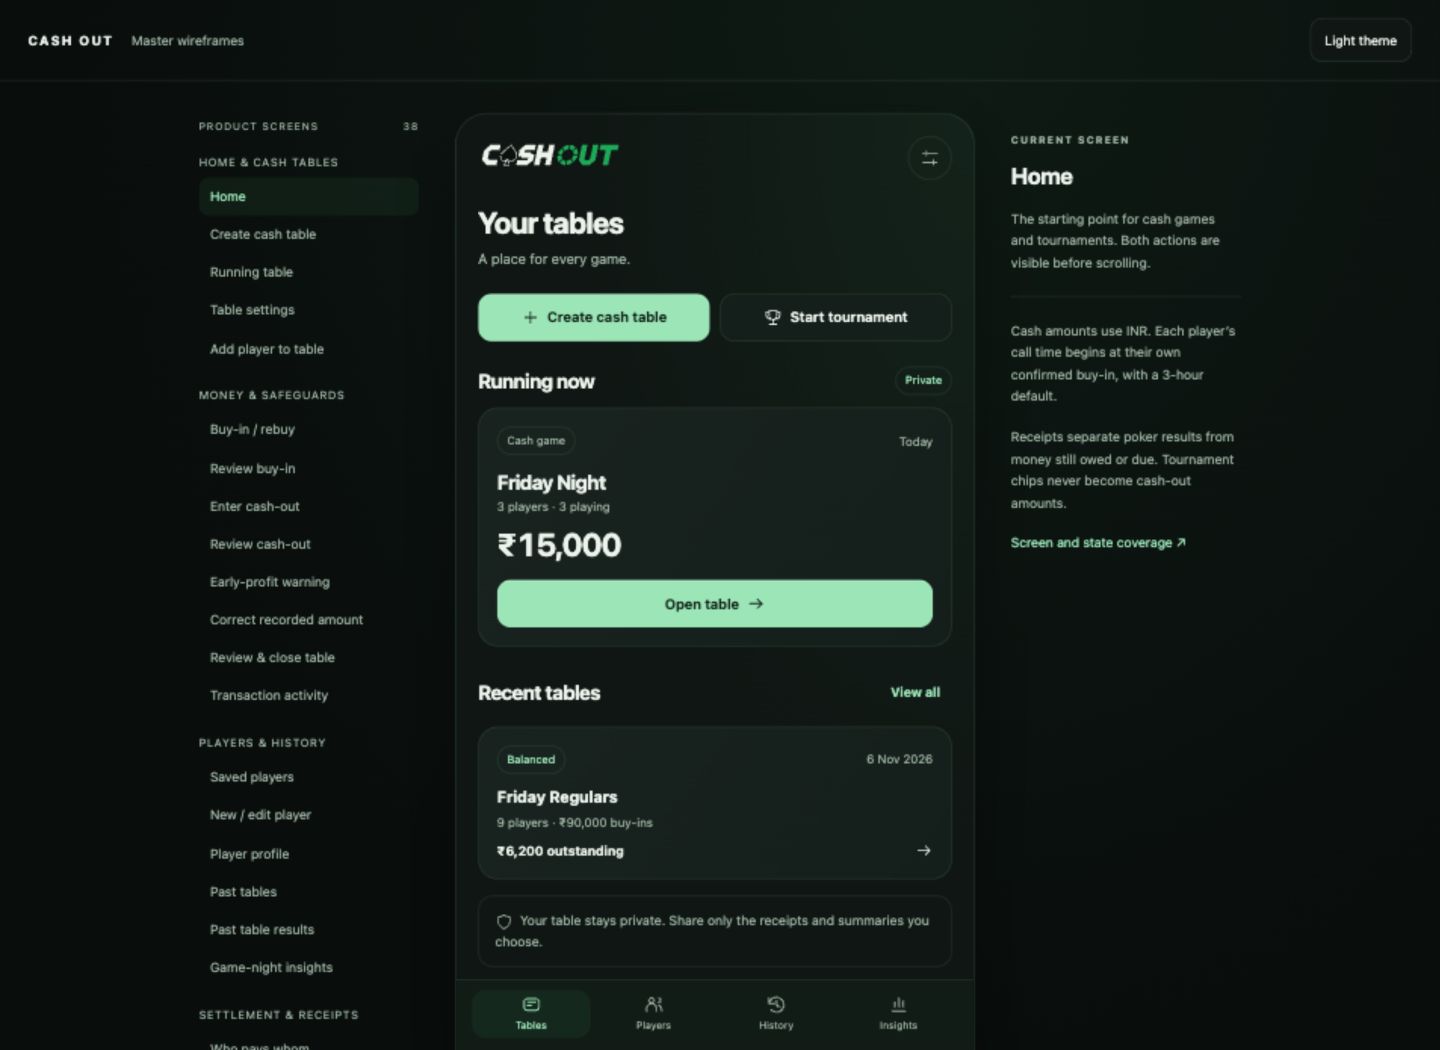 CASH OUT Master wireframes
Light theme
PRODUCT SCREENS 38
HOME & CASH TABLES
Home
Create cash table
Running table
Table settings
Add player to table
MONEY & SAFEGUARDS
Buy-in / rebuy
Review buy-in
Enter cash-out
Review cash-out
Early-profit warning
Correct recorded amount
Review & close table
Transaction activity
PLAYERS & HISTORY
Saved players
New / edit player
Player profile
Past tables
Past table results
Game-night insights
SETTLEMENT & RECEIPTS
Who pays whom
CASH OUT
Your tables
A place for every game.
Create cash table
Start tournament
Running now
Private
Cash game
Today
Friday Night
3 players · 3 playing
₹15,000
Open table →
Recent tables
View all
Balanced
6 Nov 2026
Friday Regulars
9 players · ₹90,000 buy-ins
₹6,200 outstanding →
Your table stays private. Share only the receipts and summaries you
choose.
Tables
Players
History
Insights
CURRENT SCREEN
Home
The starting point for cash games
and tournaments. Both actions are
visible before scrolling.
Cash amounts use INR. Each player's
call time begins at their own
confirmed buy-in, with a 3-hour
default.
Receipts separate poker results from
money still owed or due. Tournament
chips never become cash-out
amounts.
Screen and state coverage ↗